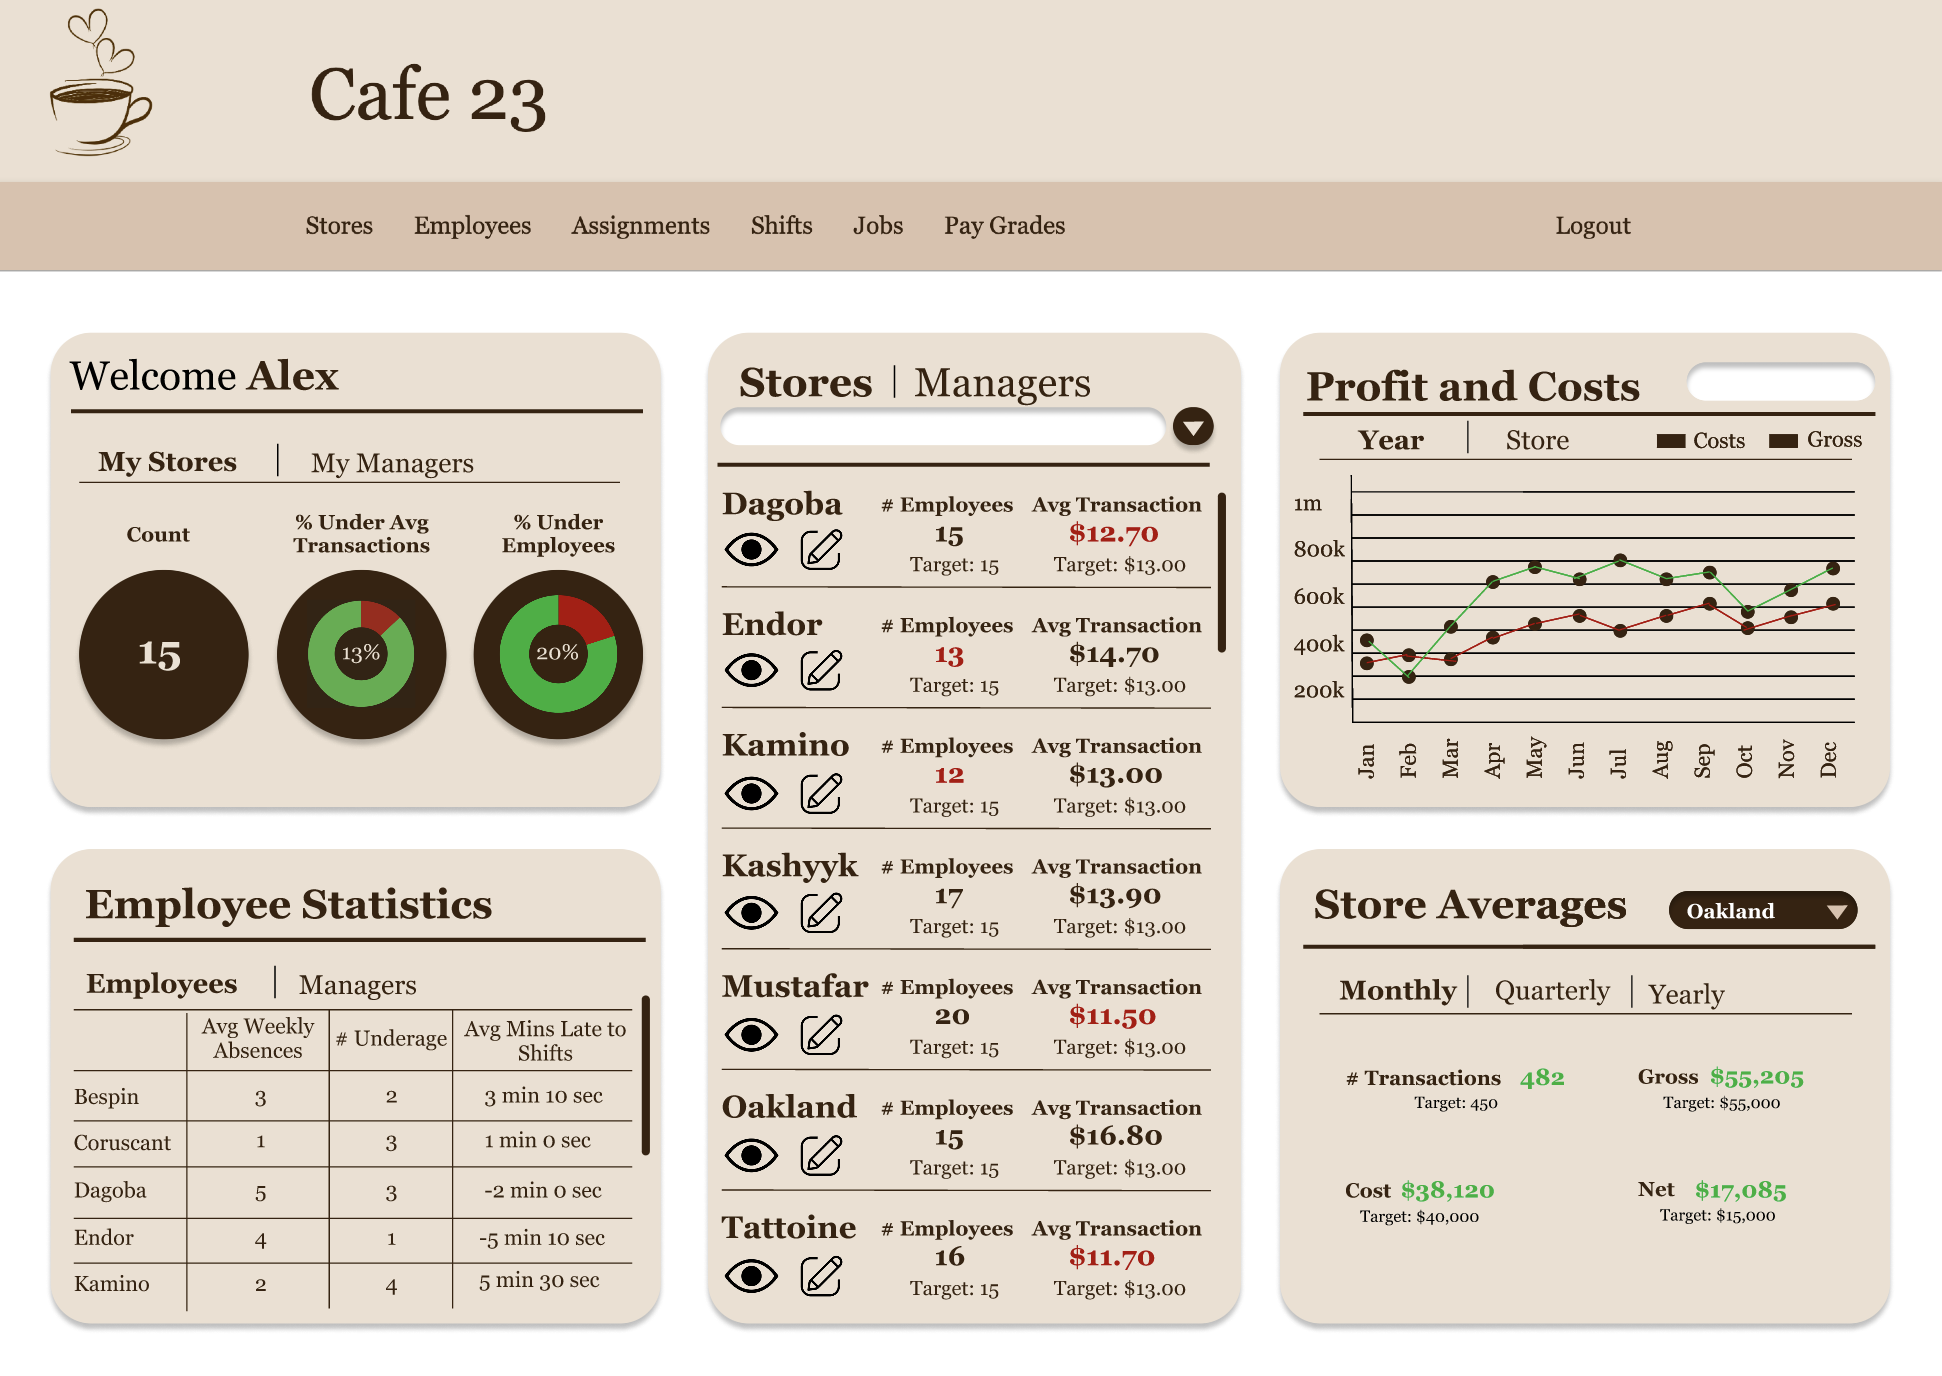 Cafe 23
Stores Employees Assignments Shifts Jobs Pay Grades Logout
Welcome Alex
My Stores | My Managers
Count
% Under Avg
Transactions
% Under
Employees
15
13%
20%
Employee Statistics
Employees | Managers
Avg Weekly
Absences
# Underage
Avg Mins Late to
Shifts
Bespin 3 2 3 min 10 sec
Coruscant 1 3 1 min 0 sec
Dagoba 5 3 -2 min 0 sec
Endor 4 1 -5 min 10 sec
Kamino 2 4 5 min 30 sec
Stores | Managers
Dagoba # Employees Avg Transaction
15 $12.70
Target: 15 Target: $13.00
Endor # Employees Avg Transaction
13 $14.70
Target: 15 Target: $13.00
Kamino # Employees Avg Transaction
12 $13.00
Target: 15 Target: $13.00
Kashyyk # Employees Avg Transaction
17 $13.90
Target: 15 Target: $13.00
Mustafar # Employees Avg Transaction
20 $11.50
Target: 15 Target: $13.00
Oakland # Employees Avg Transaction
15 $16.80
Target: 15 Target: $13.00
Tattoine # Employees Avg Transaction
16 $11.70
Target: 15 Target: $13.00
Profit and Costs
Year | Store Costs Gross
1m
800k
600k
400k
200k
Jan Feb Mar Apr May Jun Jul Aug Sep Oct Nov Dec
Store Averages Oakland
Monthly | Quarterly | Yearly
# Transactions 482 Gross $55,205
Target: 450 Target: $55,000
Cost $38,120 Net $17,085
Target: $40,000 Target: $15,000